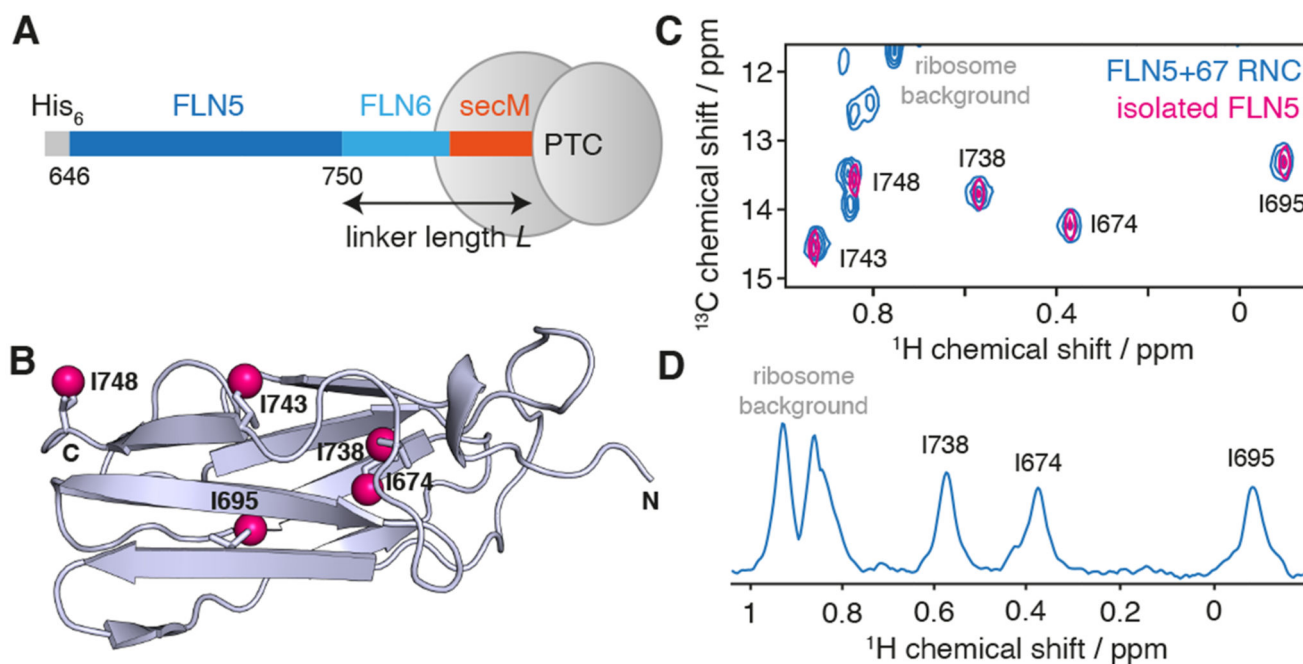 A
His6
FLN5
FLN6
secM
PTC
646
750
linker length L
B
I748
I743
C
I738
I674
I695
N
C
ribosome
background
FLN5+67 RNC
isolated FLN5
12
13
14
15
I748
I738
I743
I674
I695
0.8
0.4
0
13C chemical shift / ppm
1H chemical shift / ppm
D
ribosome
background
I738
I674
I695
1
0.8
0.6
0.4
0.2
0
1H chemical shift / ppm